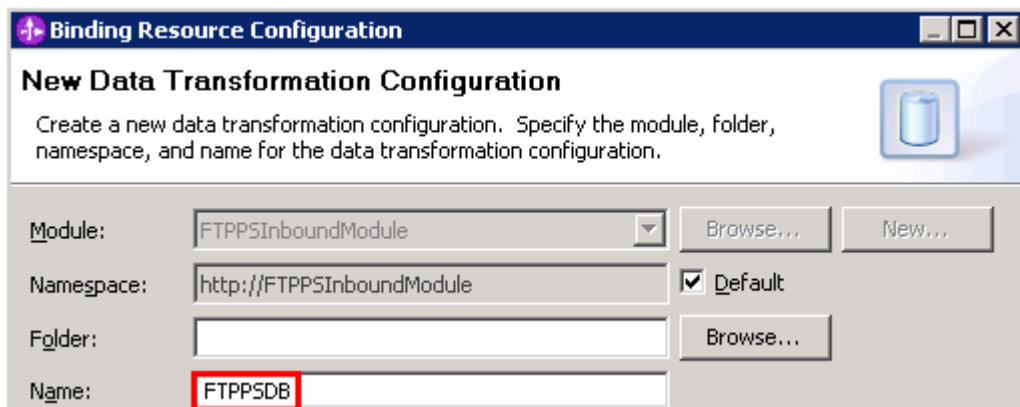 Binding Resource Configuration
New Data Transformation Configuration
Create a new data transformation configuration. Specify the module, folder,
namespace, and name for the data transformation configuration.
Module: FTPPSInboundModule Browse... New...
Namespace: http://FTPPSInboundModule Default
Folder: Browse...
Name: FTPPSDB